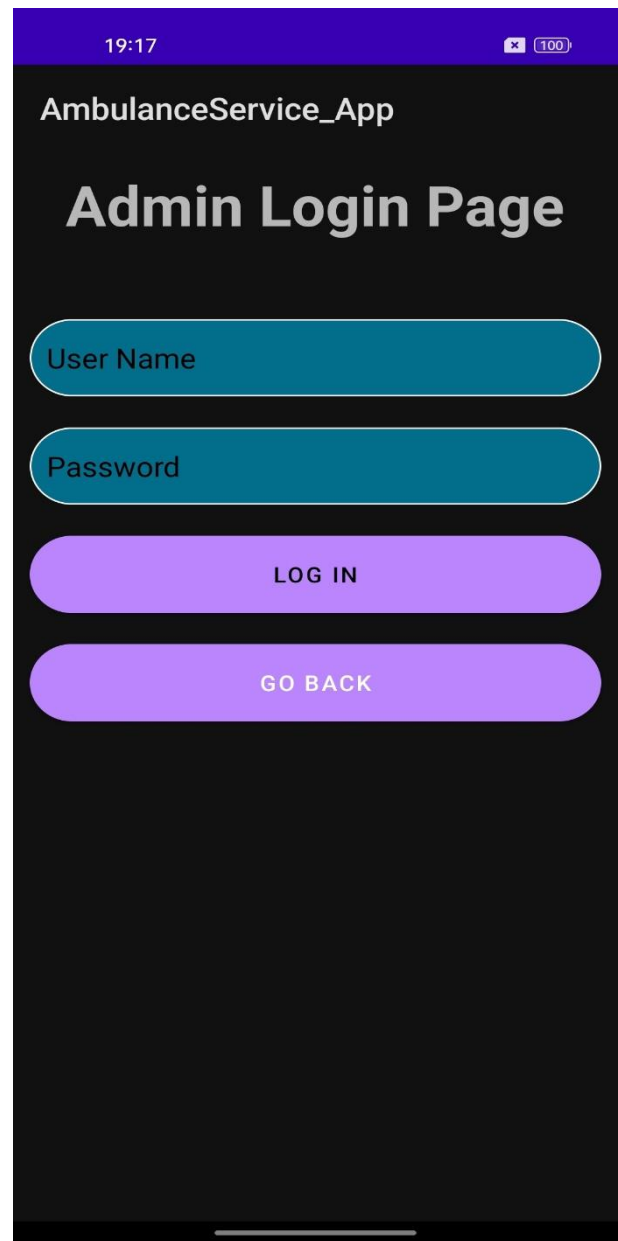 19:17
100
AmbulanceService_App
Admin Login Page
User Name
Password
LOG IN
GO BACK